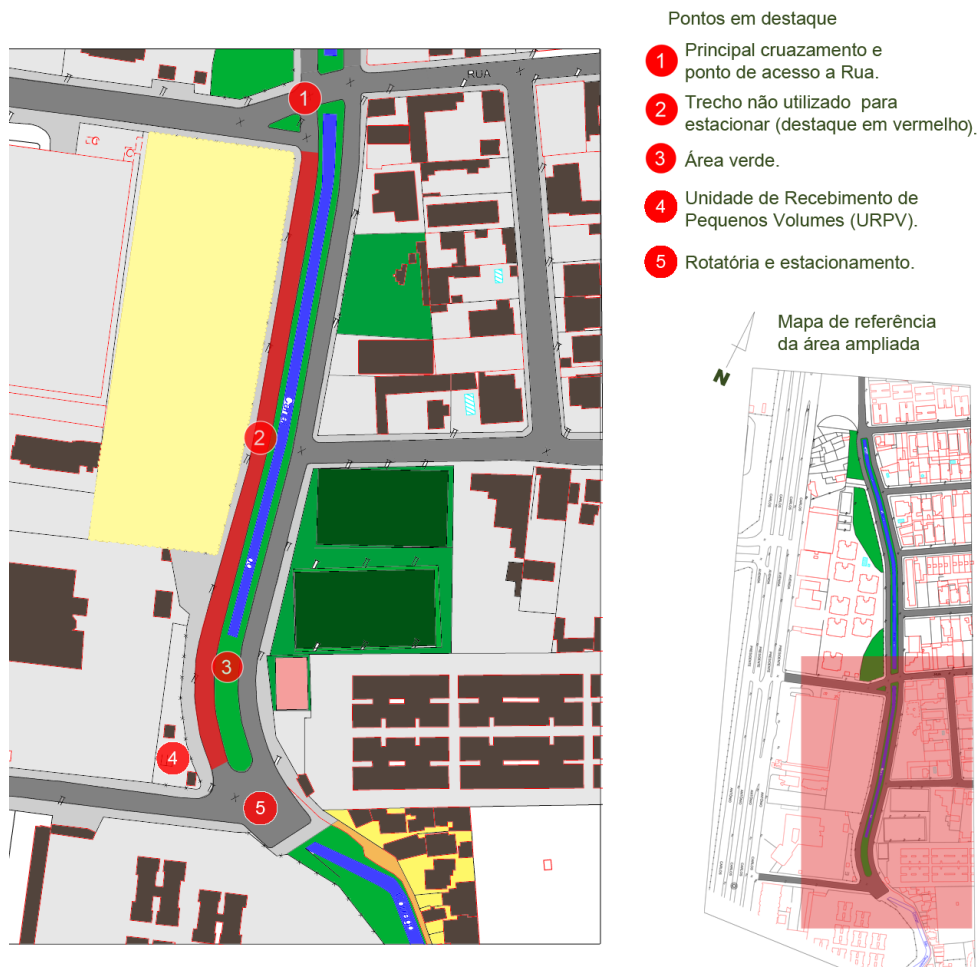 Pontos em destaque
1 Principal cruazamento e
ponto de acesso a Rua.
2 Trecho não utilizado para
estacionar (destaque em vermelho).
3 Área verde.
4 Unidade de Recebimento de
Pequenos Volumes (URPV).
5 Rotatória e estacionamento.
Mapa de referência
da área ampliada
N
RUA
1
2
3
4
5